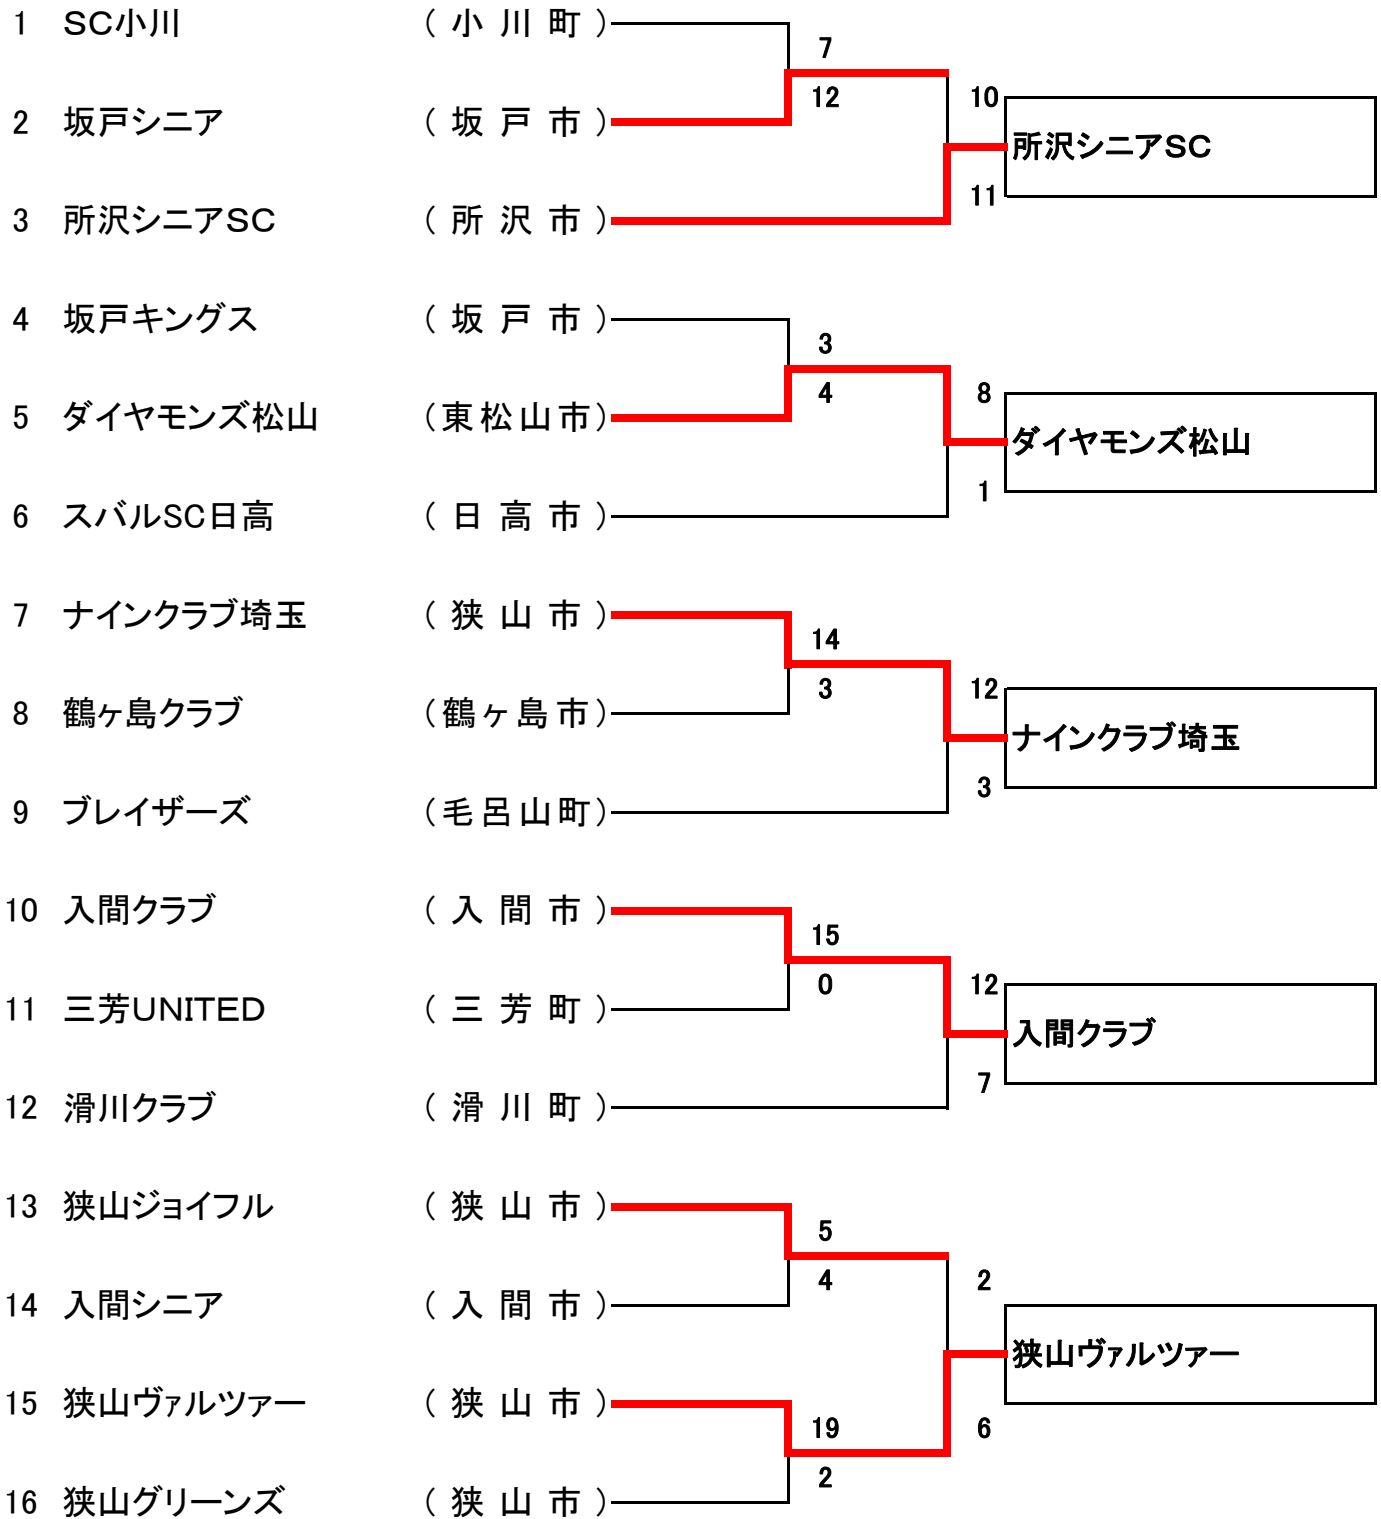 1 SC小川 ( 小 川 町 )
7
12
2 坂戸シニア ( 坂 戸 市 )
10
所沢シニアSC
11
3 所沢シニアSC ( 所 沢 市 )
4 坂戸キングス ( 坂 戸 市 )
3
4
5 ダイヤモンズ松山 (東松山市)
8
ダイヤモンズ松山
1
6 スバルSC日高 ( 日 高 市 )
7 ナインクラブ埼玉 ( 狭 山 市 )
14
3
8 鶴ヶ島クラブ (鶴ヶ島市)
12
ナインクラブ埼玉
3
9 ブレイザーズ (毛呂山町)
10 入間クラブ ( 入 間 市 )
15
0
11 三芳UNITED ( 三 芳 町 )
12
入間クラブ
7
12 滑川クラブ ( 滑 川 町 )
13 狭山ジョイフル ( 狭 山 市 )
5
4
14 入間シニア ( 入 間 市 )
2
狭山ヴァルツァー
6
15 狭山ヴァルツァー ( 狭 山 市 )
19
2
16 狭山グリーンズ ( 狭 山 市 )